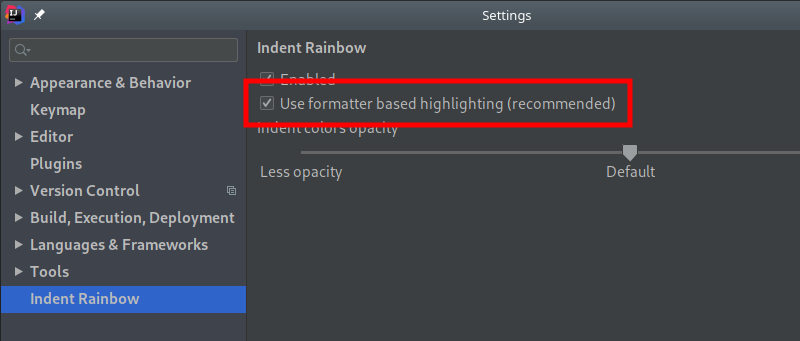 Settings
Indent Rainbow
Enabled
Use formatter based highlighting (recommended)
Indent colors opacity
Less opacity
Default
Appearance & Behavior
Keymap
Editor
Plugins
Version Control
Build, Execution, Deployment
Languages & Frameworks
Tools
Indent Rainbow